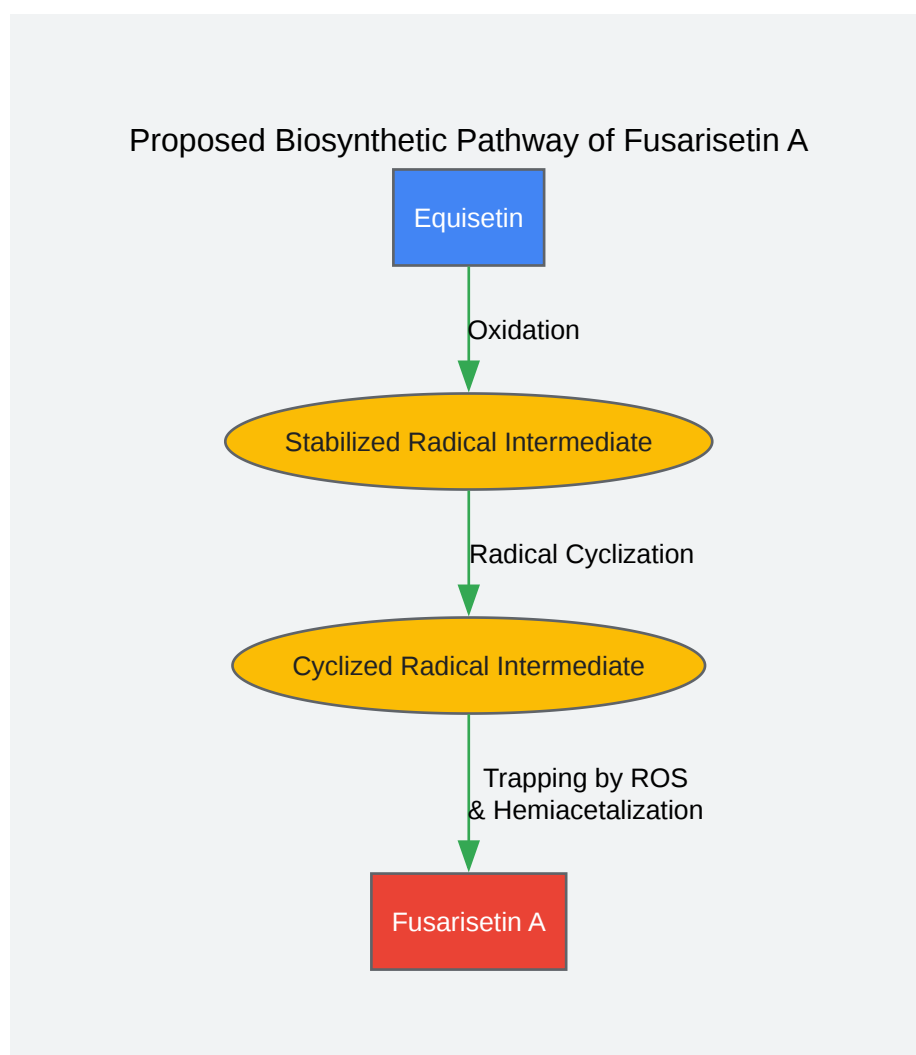 Proposed Biosynthetic Pathway of Fusarisetin A
Equisetin
Oxidation
Stabilized Radical Intermediate
Radical Cyclization
Cyclized Radical Intermediate
Trapping by ROS
& Hemiacetalization
Fusarisetin A